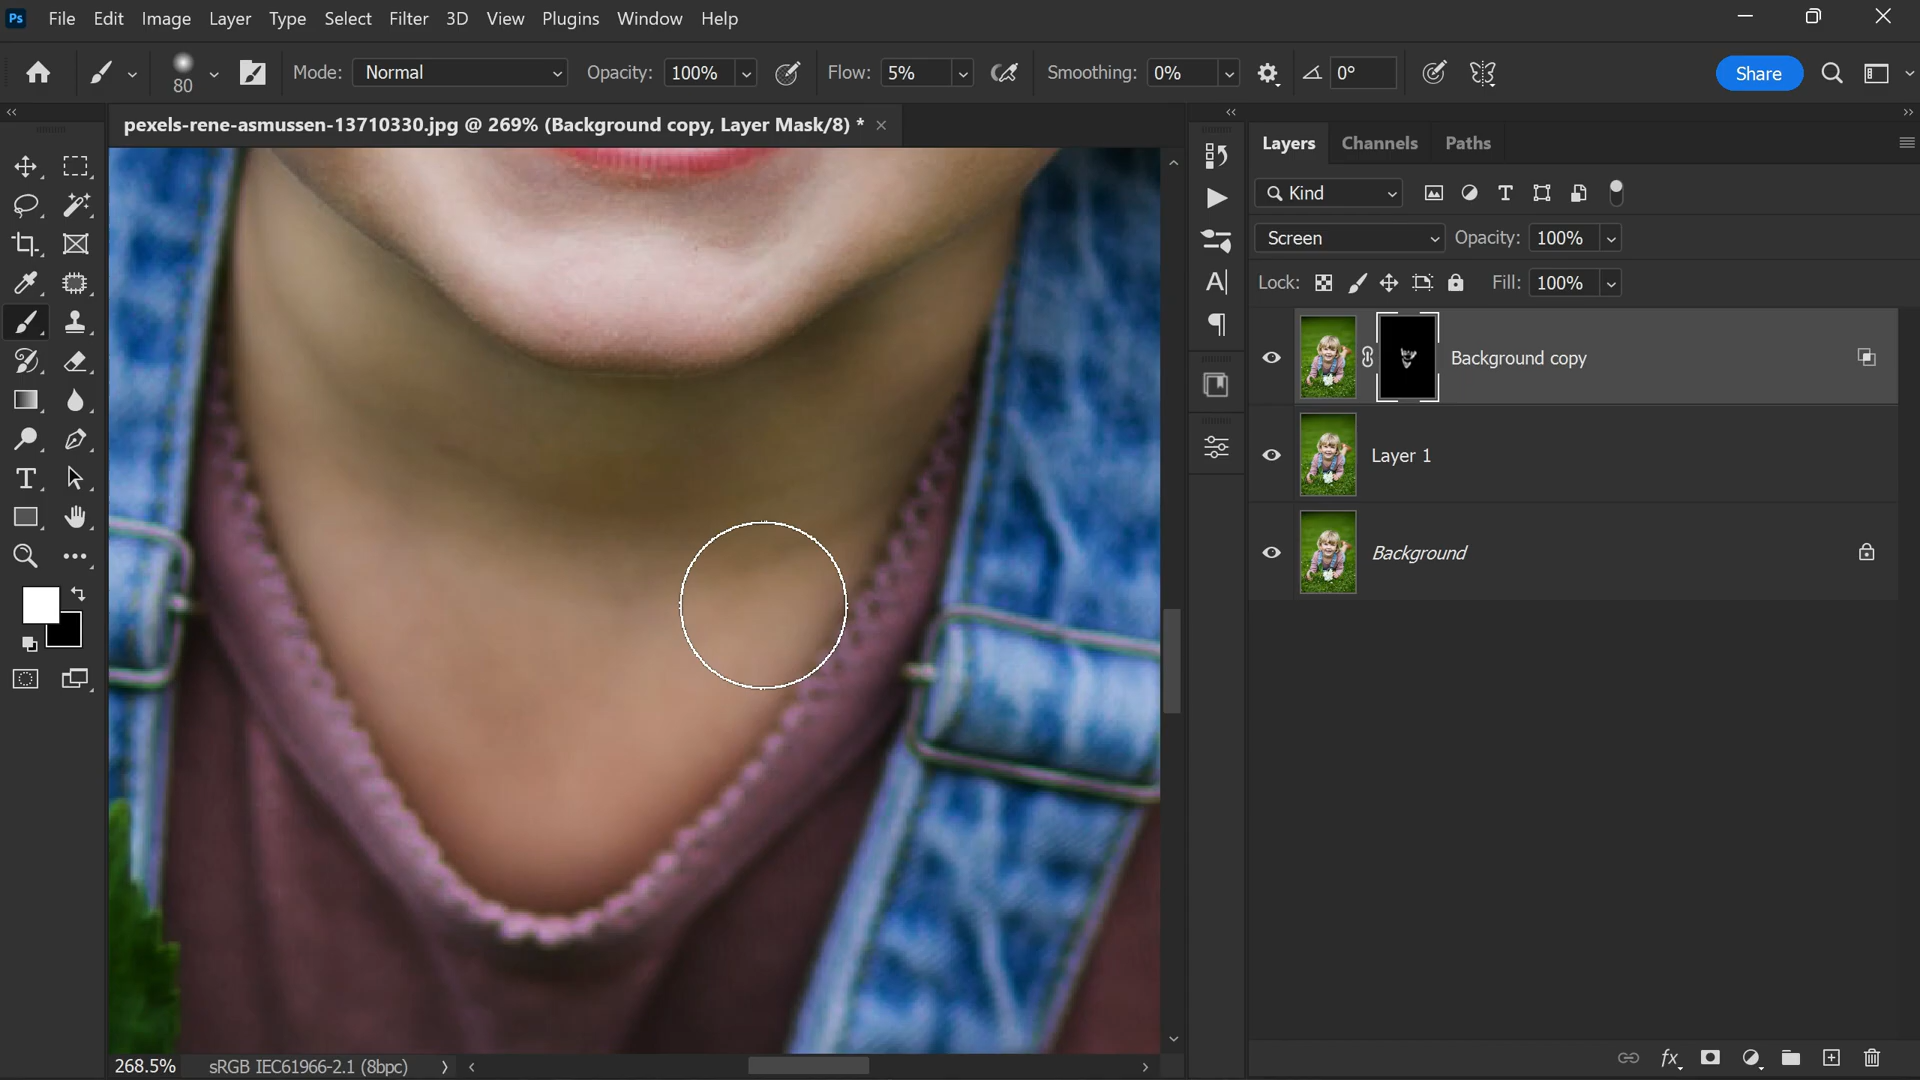 Ps File Edit Image Layer Type Select Filter 3D View Plugins Window Help
80 Mode: Normal Opacity: 100% Flow: 5% Smoothing: 0% 0° Share
pexels-rene-asmussen-13710330.jpg @ 269% (Background copy, Layer Mask/8) *
Layers Channels Paths
Kind
Screen Opacity: 100%
Lock: Fill: 100%
Background copy
Layer 1
Background
268.5% sRGB IEC61966-2.1 (8bpc)